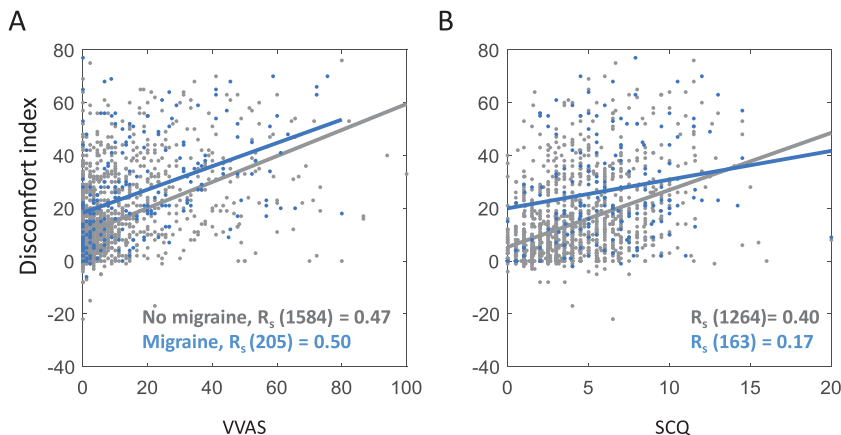 A
B
Discomfort index
80
60
40
20
0
-20
-40
No migraine, Rs (1584) = 0.47
Migraine, Rs (205) = 0.50
0
20
40
60
80
100
VVAS
80
60
40
20
0
-20
-40
Rs (1264)= 0.40
Rs (163) = 0.17
0
5
10
15
20
SCQ